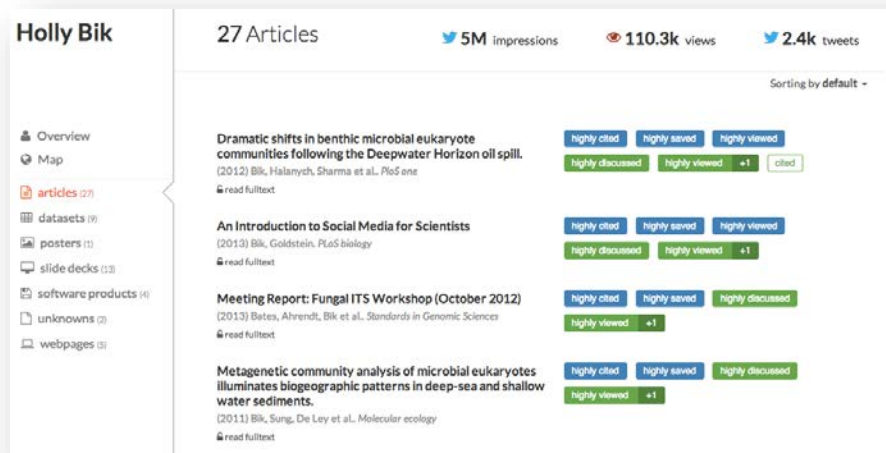 Holly Bik
27 Articles
5M impressions
110.3k views
2.4k tweets
Sorting by default
Overview
Map
articles (27)
datasets (9)
posters (1)
slide decks (13)
software products (4)
unknowns (2)
webpages (5)
Dramatic shifts in benthic microbial eukaryote
communities following the Deepwater Horizon oil spill.
(2012) Bik, Halanych, Sharma et al.. PloS one
read fulltext
highly cited highly saved highly viewed
highly discussed highly viewed +1 cited
An Introduction to Social Media for Scientists
(2013) Bik, Goldstein. PLoS biology
read fulltext
highly cited highly saved highly viewed
highly discussed highly viewed +1
Meeting Report: Fungal ITS Workshop (October 2012)
(2013) Bates, Ahrendt, Bik et al.. Standards in Genomic Sciences
read fulltext
highly cited highly saved highly discussed
highly viewed +1
Metagenetic community analysis of microbial eukaryotes
illuminates biogeographic patterns in deep-sea and shallow
water sediments.
(2011) Bik, Sung, De Ley et al.. Molecular ecology
read fulltext
highly cited highly saved highly discussed
highly viewed +1